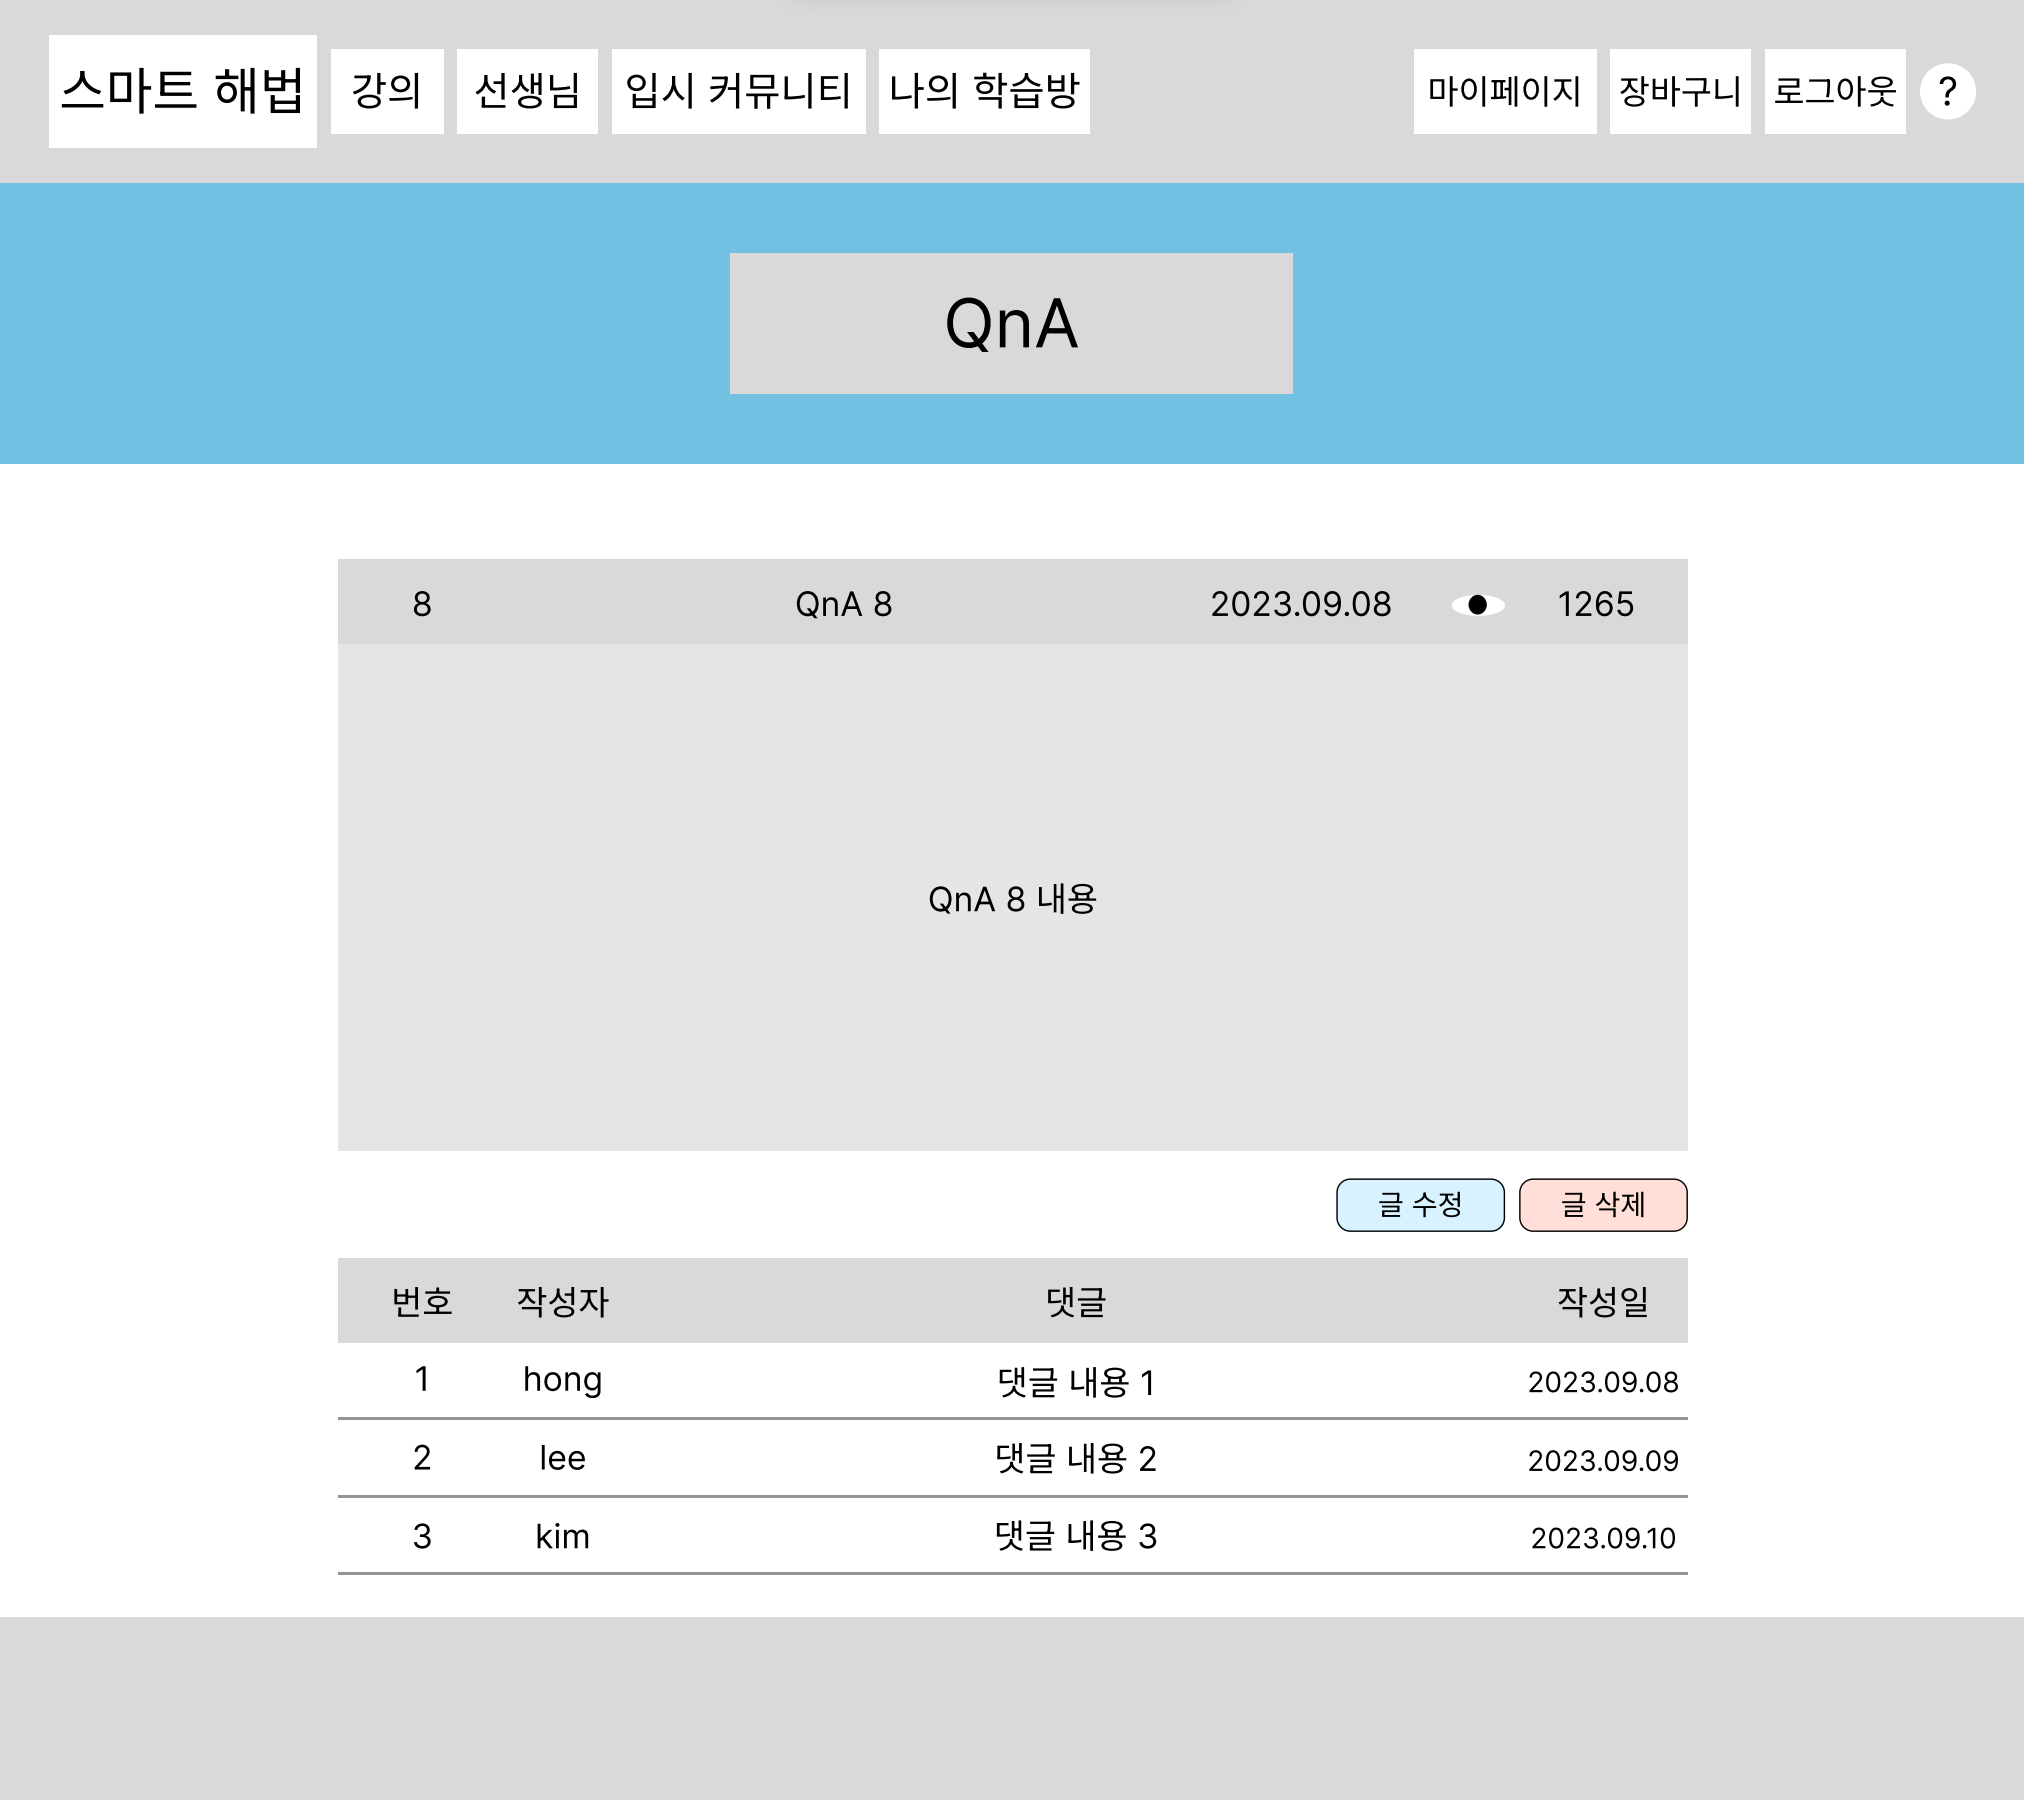 스마트 해법 강의 선생님 입시 커뮤니티 나의 학습방 마이페이지 장바구니 로그아웃 ?
QnA
8 QnA 8 2023.09.08 1265
QnA 8 내용
글 수정 글 삭제
번호 작성자 댓글 작성일
1 hong 댓글 내용 1 2023.09.08
2 lee 댓글 내용 2 2023.09.09
3 kim 댓글 내용 3 2023.09.10